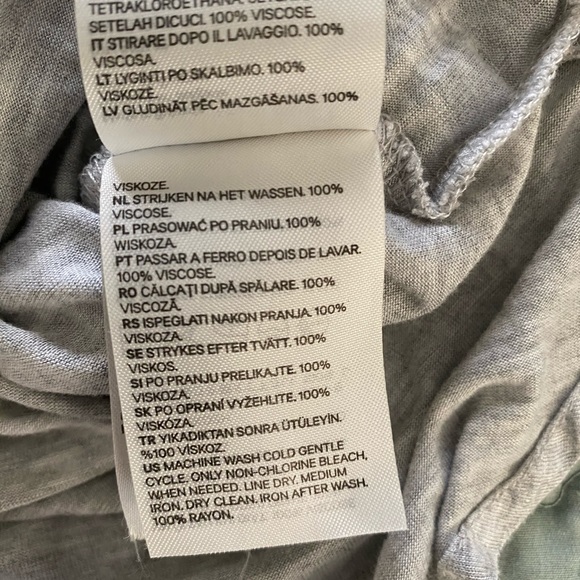 TETRAKLOROETHANA. SETERIKA
SETELAH DICUCI. 100% VISCOSE.
IT STIRARE DOPO IL LAVAGGIO. 100%
VISCOSA.
LT LYGINTI PO SKALBIMO. 100%
VISKOZE.
LV GLUDINĀT PĒC MAZGĀŠANAS. 100%
VISKOZE.
NL STRIJKEN NA HET WASSEN. 100%
VISCOSE.
PL PRASOWAĆ PO PRANIU. 100%
WISKOZA.
PT PASSAR A FERRO DEPOIS DE LAVAR.
100% VISCOSE.
RO CĂLCAŢI DUPĂ SPĂLARE. 100%
VISCOZĂ.
RS ISPEGLATI NAKON PRANJA. 100%
VISKOZA.
SE STRYKES EFTER TVÄTT. 100%
VISKOS.
SI PO PRANJU PRELIKAJTE. 100%
VISKOZA.
SK PO OPRANÍ VYŽEHLITE. 100%
VISKÓZA.
TR YIKADIKTAN SONRA ÜTÜLEYİN.
%100 VİSKOZ.
US MACHINE WASH COLD GENTLE
CYCLE. ONLY NON-CHLORINE BLEACH,
WHEN NEEDED. LINE DRY. MEDIUM
IRON. DRY CLEAN. IRON AFTER WASH.
100% RAYON.